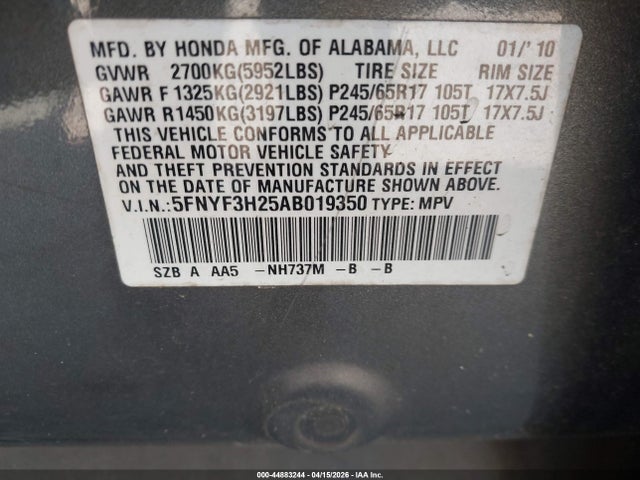 MFD. BY HONDA MFG. OF ALABAMA, LLC 01/'10
GVWR 2700KG(5952LBS) TIRE SIZE RIM SIZE
GAWR F 1325KG(2921LBS) P245/65R17 105T 17X7.5J
GAWR R 1450KG(3197LBS) P245/65R17 105T 17X7.5J
THIS VEHICLE CONFORMS TO ALL APPLICABLE
FEDERAL MOTOR VEHICLE SAFETY
AND THEFT PREVENTION STANDARDS IN EFFECT
ON THE DATE OF MANUFACTURE SHOWN ABOVE.
V.I.N.:5FNYF3H25AB019350 TYPE: MPV
SZB A AA5 -NH737M -B -B
000-44883244 - 04/15/2026 - IAA Inc.